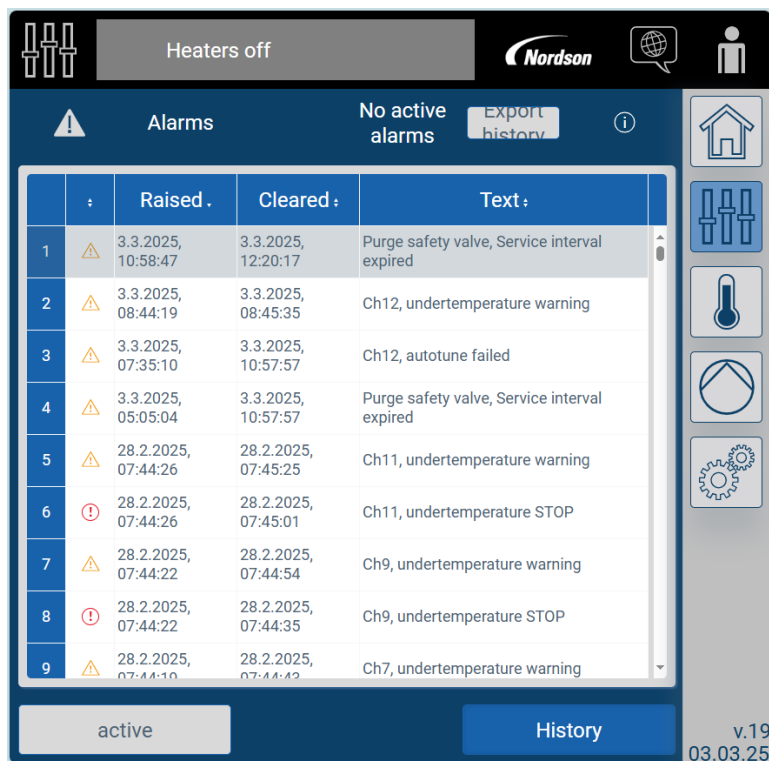 Heaters off
Nordson
Alarms
No active
alarms
Export
history
Raised
Cleared
Text
1
3.3.2025,
10:58:47
3.3.2025,
12:20:17
Purge safety valve, Service interval
expired
2
3.3.2025,
08:44:19
3.3.2025,
08:45:35
Ch12, undertemperature warning
3
3.3.2025,
07:35:10
3.3.2025,
10:57:57
Ch12, autotune failed
4
3.3.2025,
05:05:04
3.3.2025,
10:57:57
Purge safety valve, Service interval
expired
5
28.2.2025,
07:44:26
28.2.2025,
07:45:25
Ch11, undertemperature warning
6
28.2.2025,
07:44:26
28.2.2025,
07:45:01
Ch11, undertemperature STOP
7
28.2.2025,
07:44:22
28.2.2025,
07:44:54
Ch9, undertemperature warning
8
28.2.2025,
07:44:22
28.2.2025,
07:44:35
Ch9, undertemperature STOP
9
28.2.2025,
07:44:19
28.2.2025,
07:44:43
Ch7, undertemperature warning
active
History
v.19
03.03.25